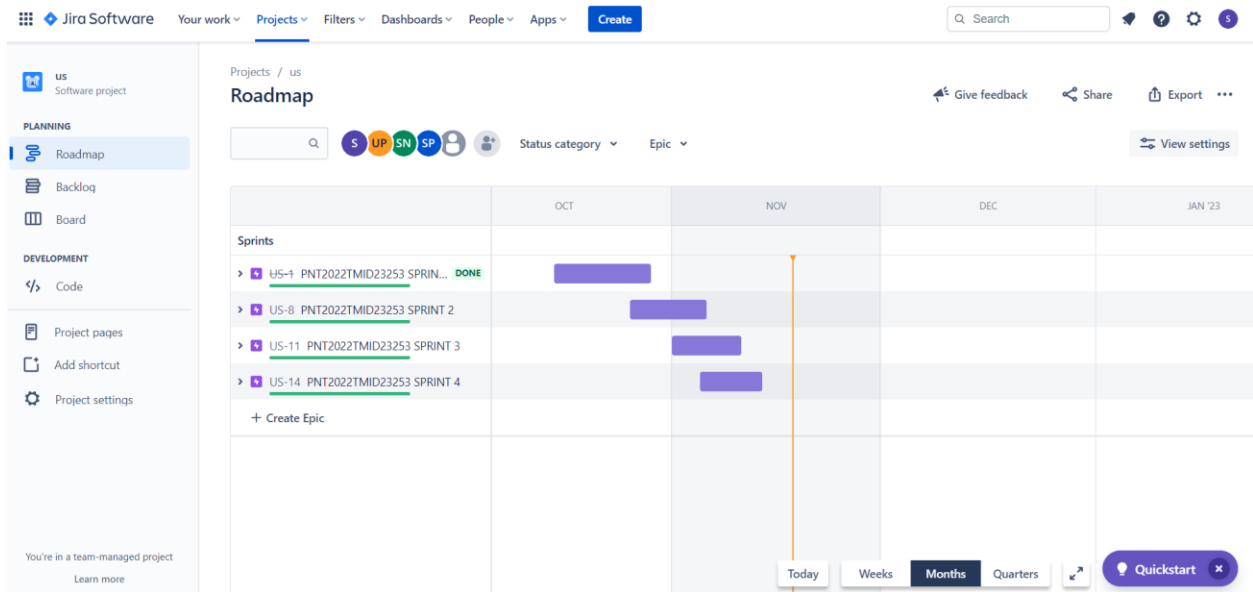 Jira Software Your work Projects Filters Dashboards People Apps Create Search S
us
Software project
PLANNING
Roadmap
Backlog
Board
DEVELOPMENT
Code
Project pages
Add shortcut
Project settings
You're in a team-managed project
Learn more
Projects / us
Roadmap
Give feedback Share Export
S UP SN SP Status category Epic View settings
OCT NOV DEC JAN '23
Sprints
US-1 PNT2022TMID23253 SPRIN... DONE
US-8 PNT2022TMID23253 SPRINT 2
US-11 PNT2022TMID23253 SPRINT 3
US-14 PNT2022TMID23253 SPRINT 4
+ Create Epic
Today Weeks Months Quarters
Quickstart